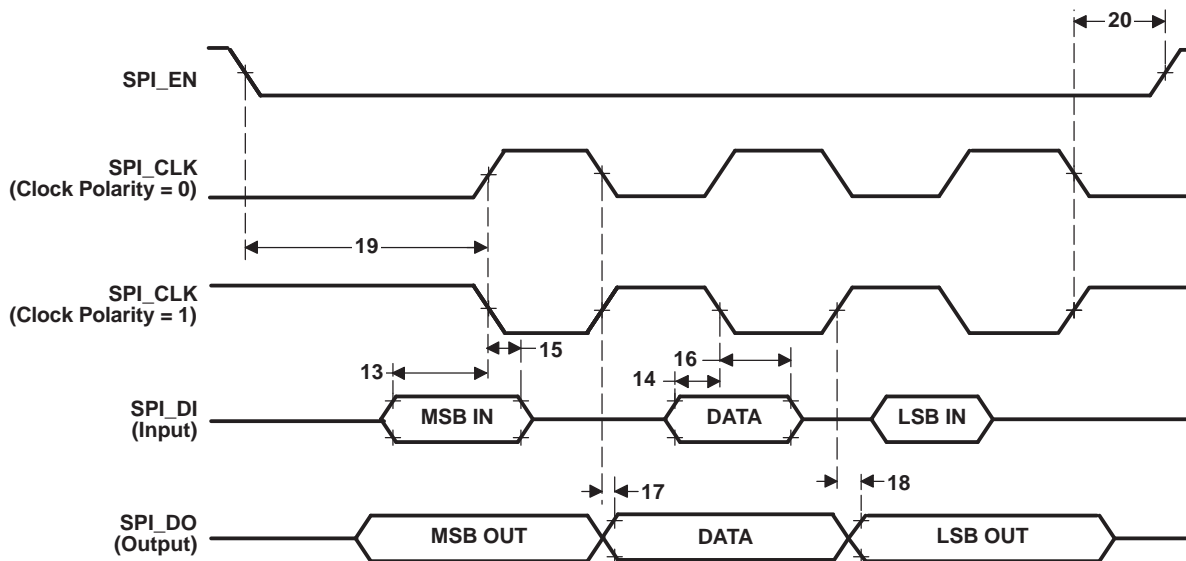 20
SPI_EN
SPI_CLK
(Clock Polarity = 0)
19
SPI_CLK
(Clock Polarity = 1)
15
13
16
14
SPI_DI
(Input)
MSB IN
DATA
LSB IN
17
18
SPI_DO
(Output)
MSB OUT
DATA
LSB OUT